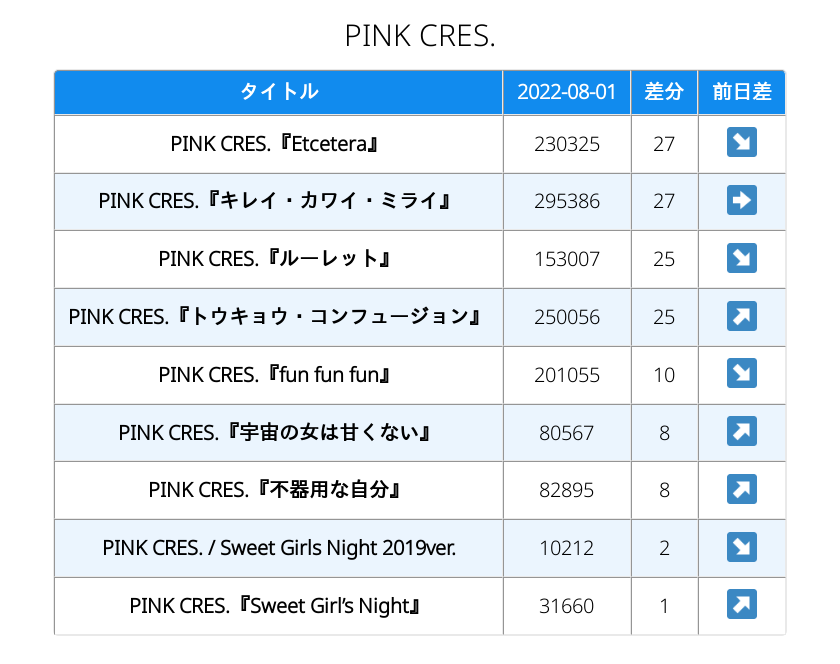 PINK CRES.
タイトル 2022-08-01 差分 前日差
PINK CRES.『Etcetera』 230325 27 ↘
PINK CRES.『キレイ・カワイ・ミライ』 295386 27 ➡
PINK CRES.『ルーレット』 153007 25 ↘
PINK CRES.『トウキョウ・コンフュージョン』 250056 25 ↗
PINK CRES.『fun fun fun』 201055 10 ↘
PINK CRES.『宇宙の女は甘くない』 80567 8 ↗
PINK CRES.『不器用な自分』 82895 8 ↗
PINK CRES. / Sweet Girls Night 2019ver. 10212 2 ↘
PINK CRES.『Sweet Girl’s Night』 31660 1 ↗